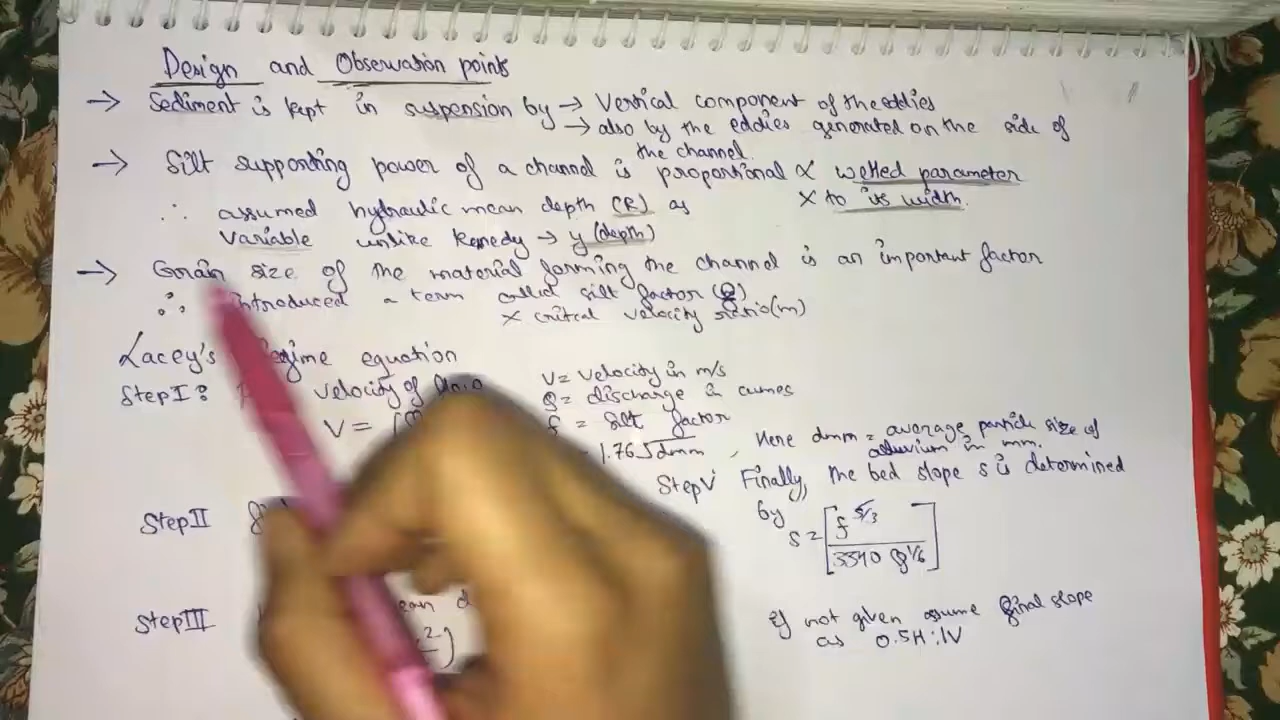 Design and Observation points
→ Sediment is kept in suspension by → Vertical component of the eddies
→ also by the eddies generated on the side of
the channel.
→ Silt supporting power of a channel is proportional ∝ wetted parameter
∴ assumed hydraulic mean depth (R) as × to its width.
Variable unlike Kennedy → y (depth)
→ Grain size of the material forming the channel is an important factor
∴ introduced a term called silt factor
× critical velocity ratio (m)
Lacey's Regime equation
Step I : velocity of
V = velocity in m/s
Q = discharge in cumes
V =
f = silt factor
1.76 √dmm , Here dmm = average particle size of
alluvium in mm.
Step V Finally, the bed slope s is determined
by
s = [f^5/3 / 3340 Q^1/6]
Step II
Step III
if not given assume final slope
as 0.5H:1V